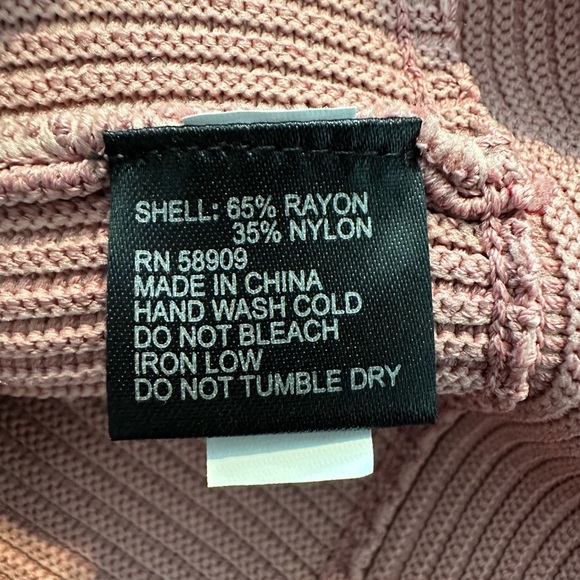 SHELL: 65% RAYON
35% NYLON
RN 58909
MADE IN CHINA
HAND WASH COLD
DO NOT BLEACH
IRON LOW
DO NOT TUMBLE DRY